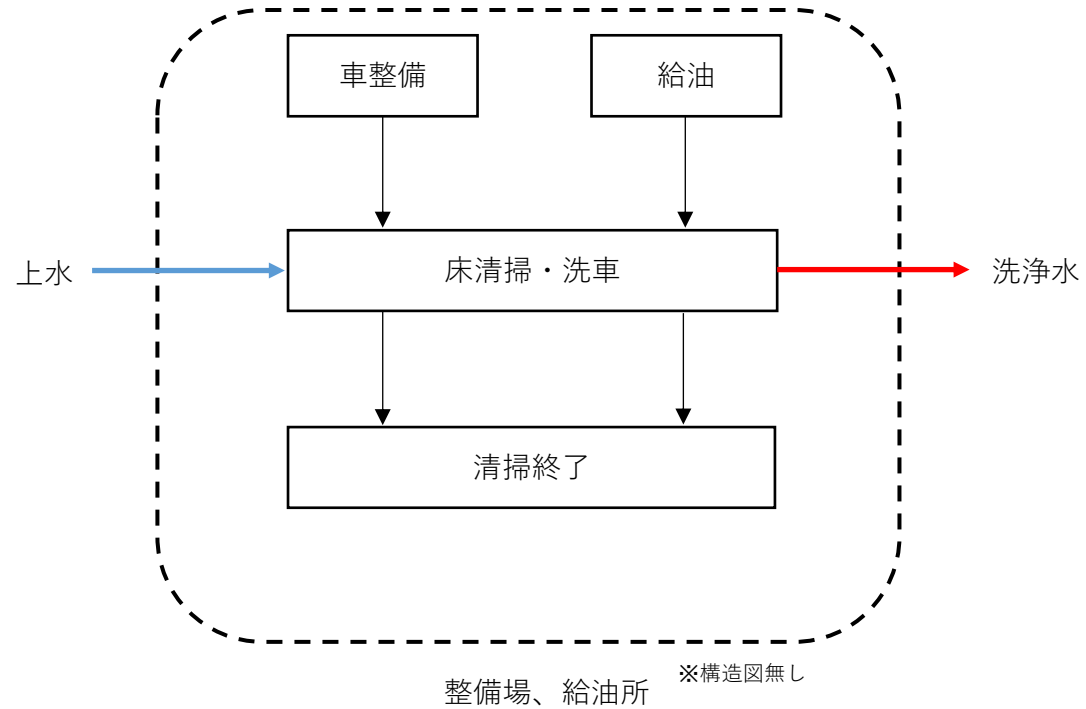 車整備
給油
上水
床清掃・洗車
洗浄水
清掃終了
整備場、給油所
※構造図無し